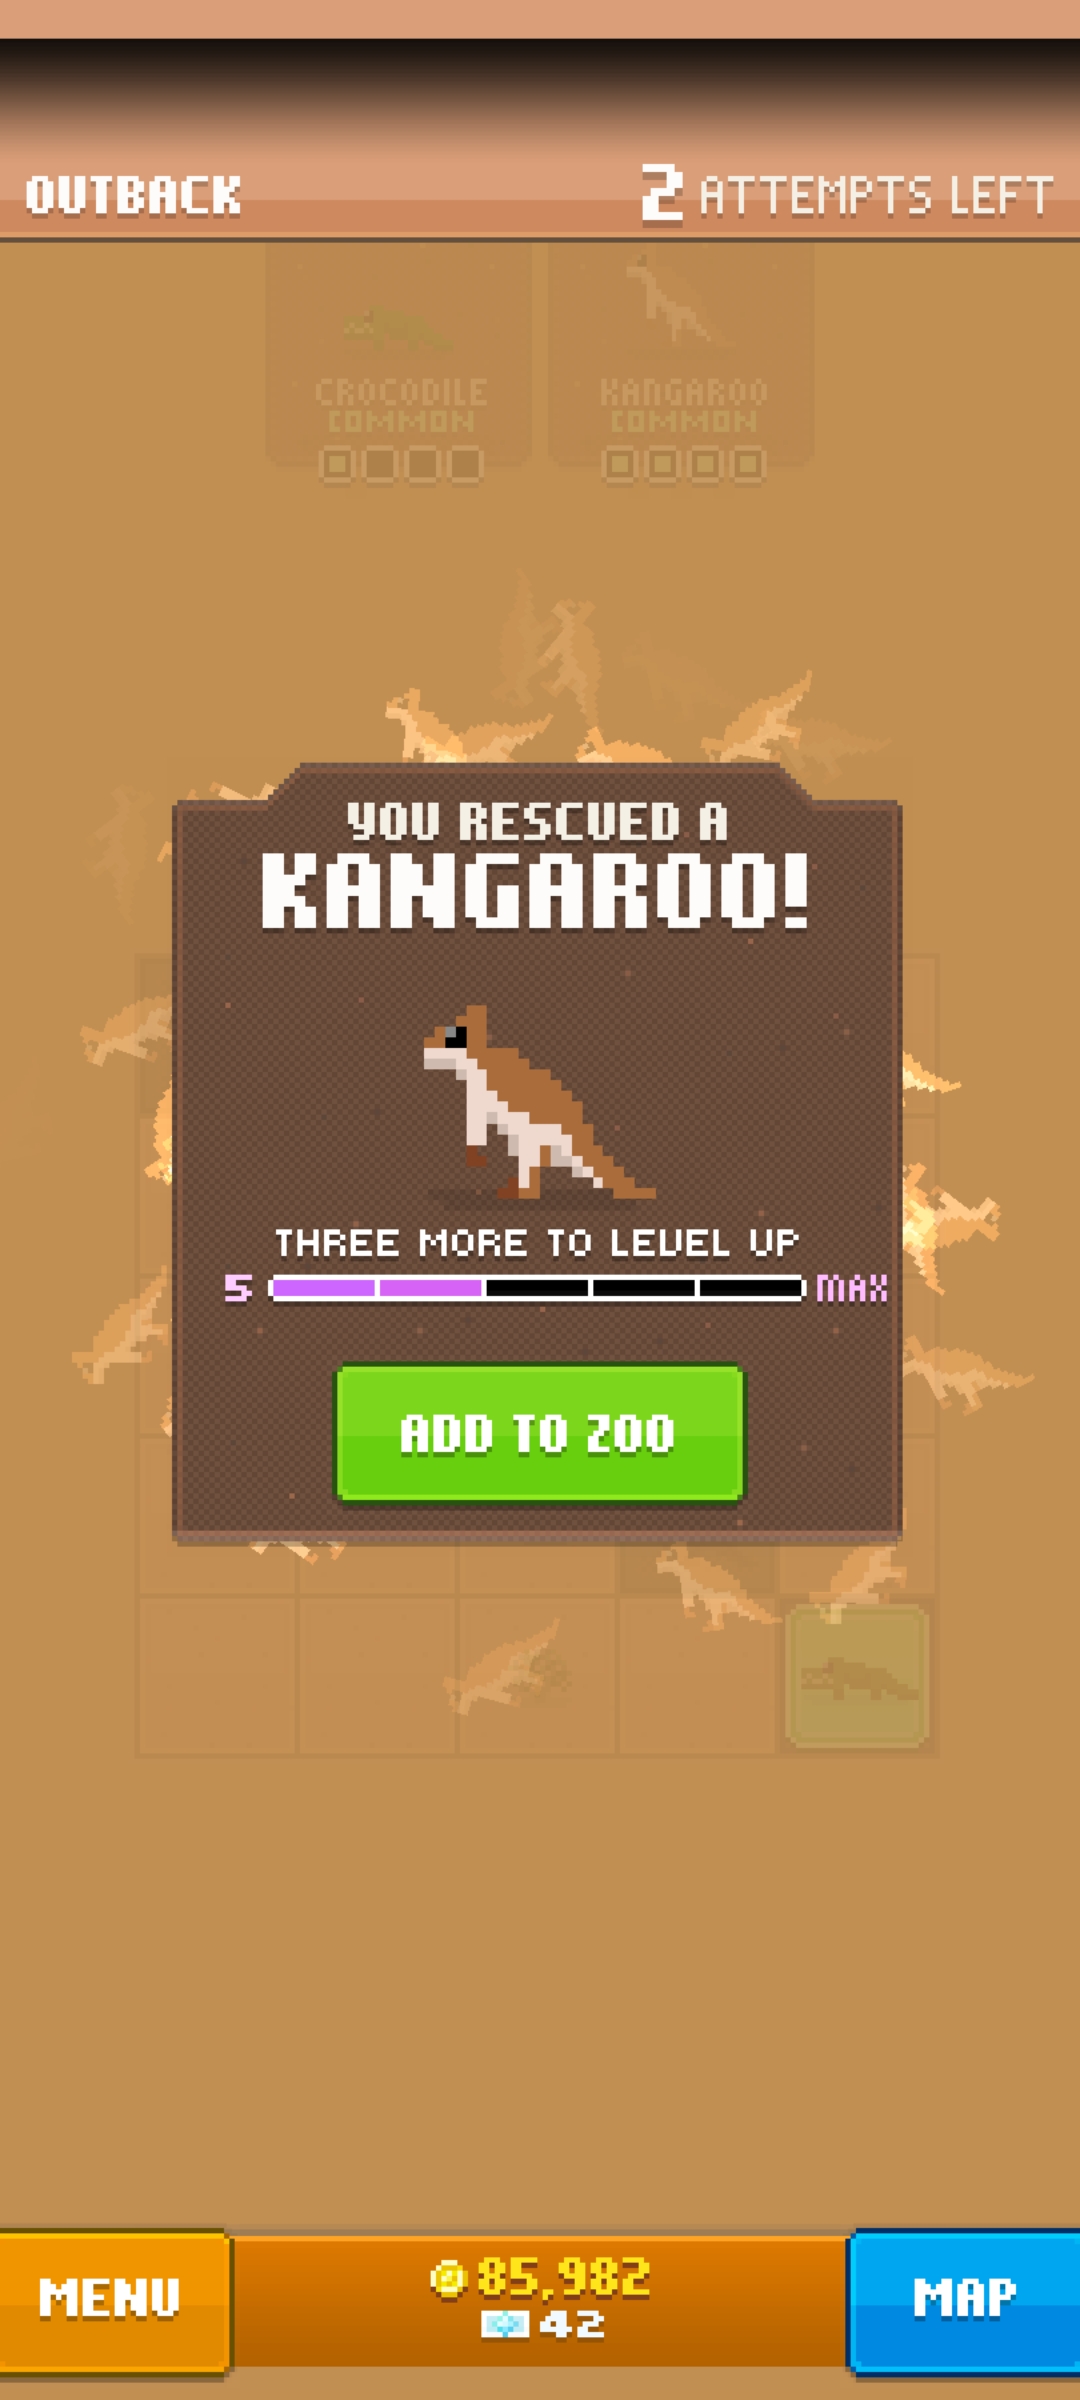 OUTBACK
2 ATTEMPTS LEFT
CROCODILE
COMMON
KANGAROO
COMMON
YOU RESCUED A
KANGAROO!
THREE MORE TO LEVEL UP
5 MAX
ADD TO ZOO
MENU
85,982
42
MAP